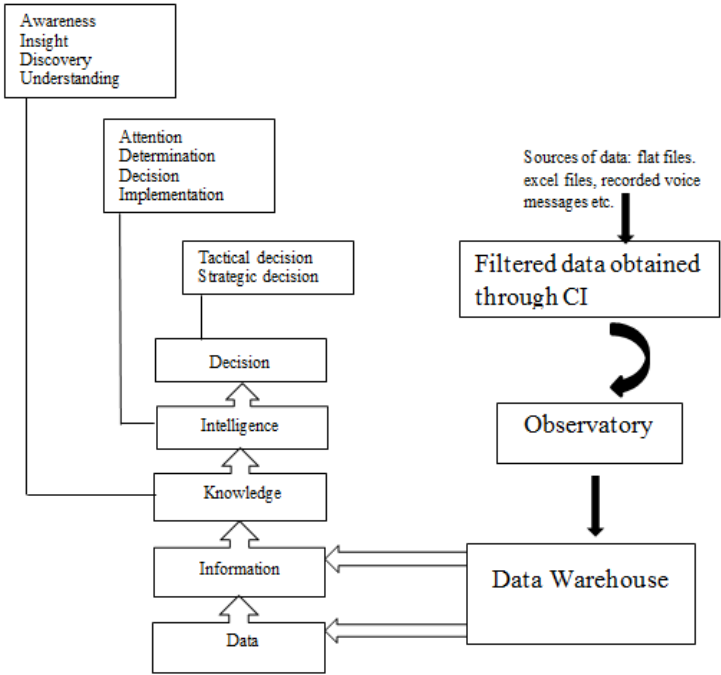 Awareness
Insight
Discovery
Understanding
Attention
Determination
Decision
Implementation
Sources of data: flat files.
excel files, recorded voice
messages etc.
Tactical decision
Strategic decision
Filtered data obtained
through CI
Decision
Intelligence
Observatory
Knowledge
Information
Data Warehouse
Data